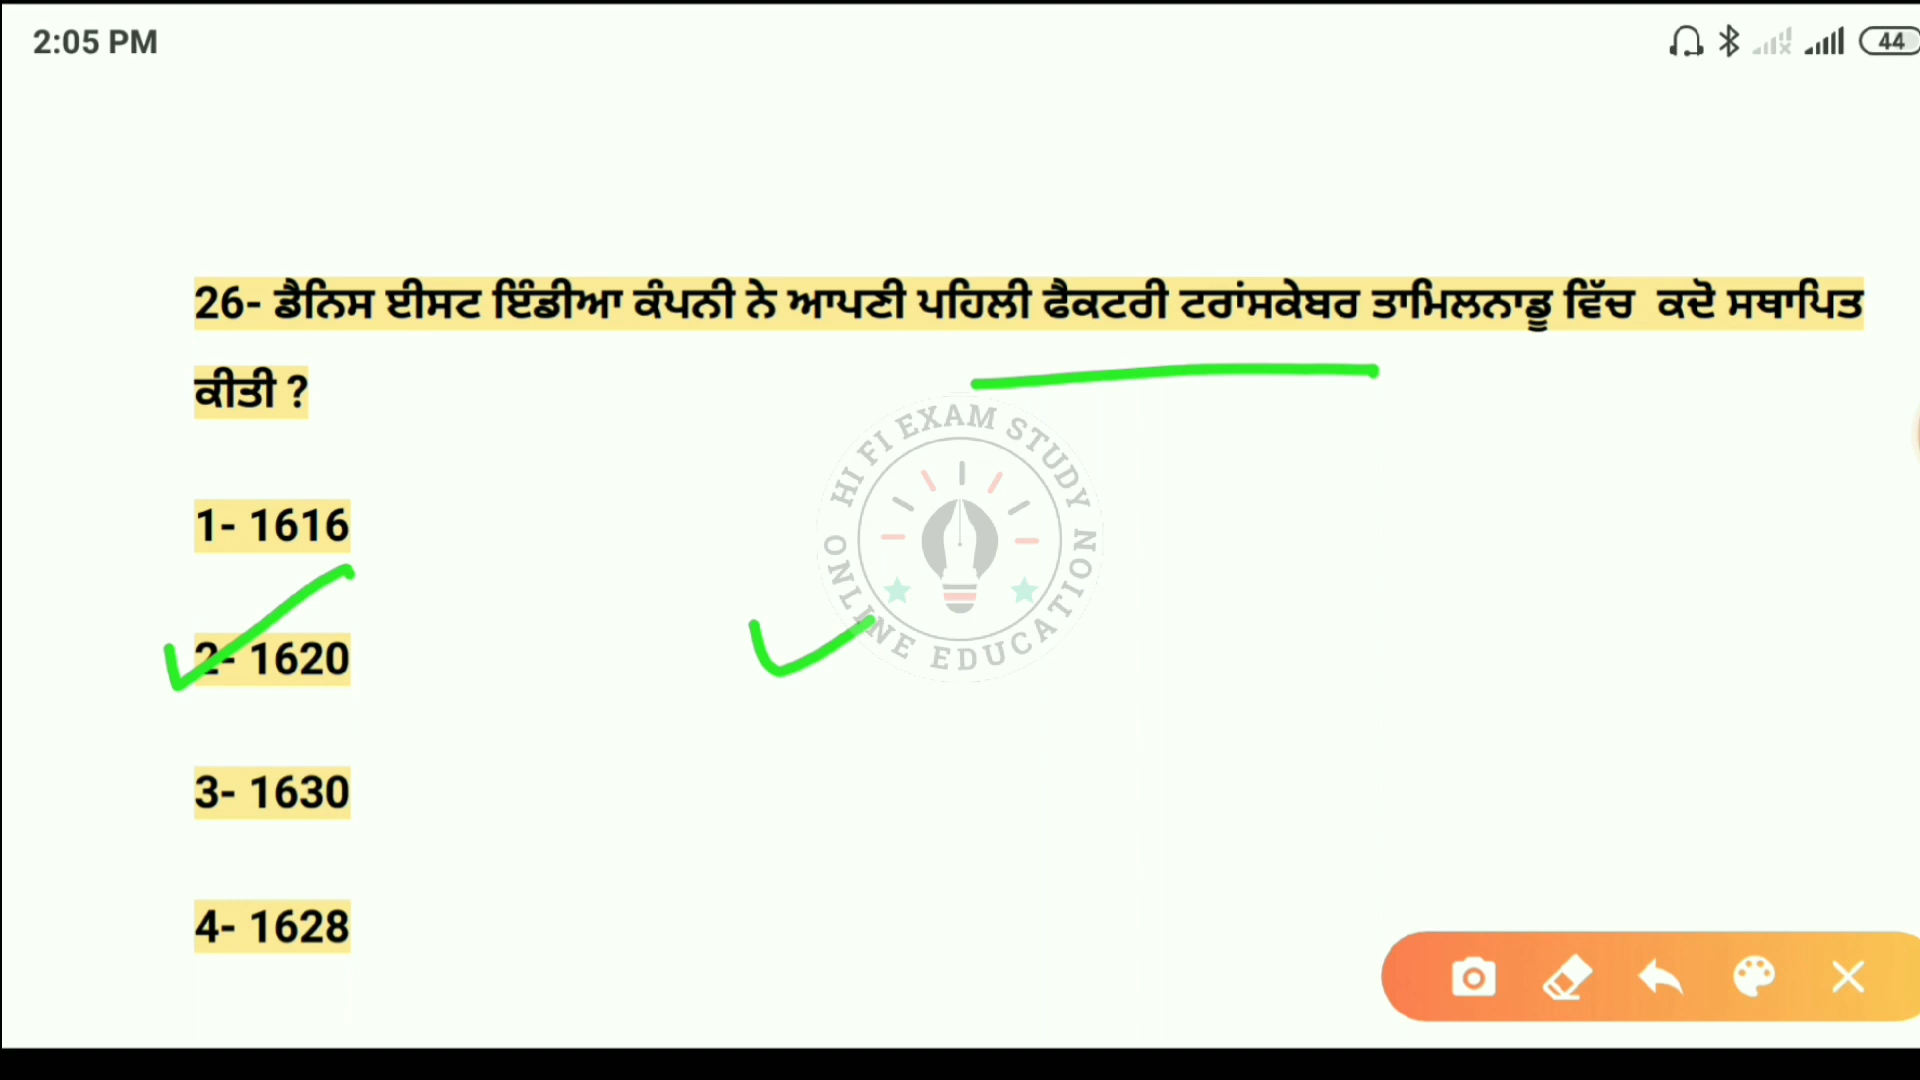 2:05 PM
44
26- ਡੈਨਿਸ ਈਸਟ ਇੰਡੀਆ ਕੰਪਨੀ ਨੇ ਆਪਣੀ ਪਹਿਲੀ ਫੈਕਟਰੀ ਟਰਾਂਸਕੇਬਰ ਤਾਮਿਲਨਾਡੂ ਵਿੱਚ ਕਦੋ ਸਥਾਪਿਤ
ਕੀਤੀ ?
HI FI EXAM STUDY
ONLINE EDUCATION
1- 1616
2- 1620
3- 1630
4- 1628